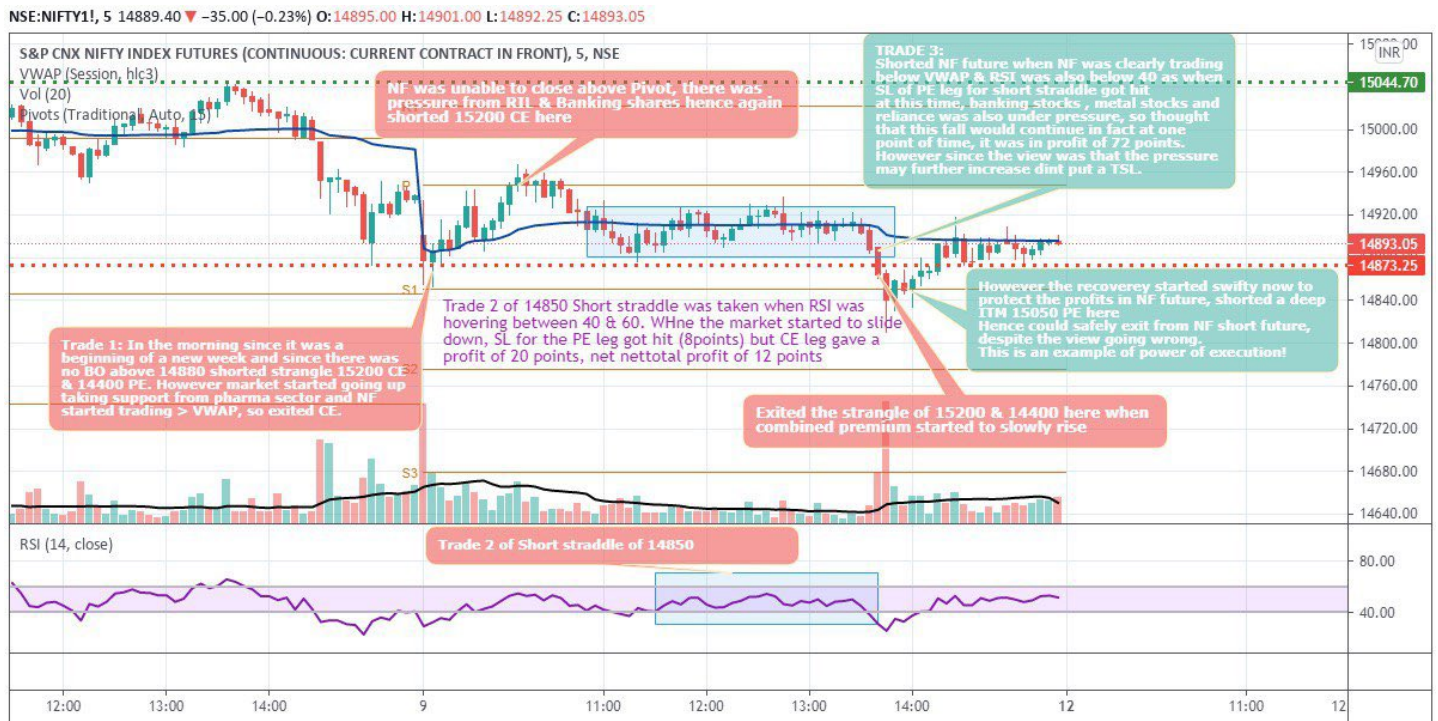 NSE:NIFTY1!, 5 14889.40 ▼ −35.00 (−0.23%) O:14895.00 H:14901.00 L:14892.25 C:14893.05
S&P CNX NIFTY INDEX FUTURES (CONTINUOUS: CURRENT CONTRACT IN FRONT), 5, NSE
VWAP (Session, hlc3)
Vol (20)
Pivots (Traditional, Auto, 15)
NF was unable to close above Pivot, there was
pressure from RIL & Banking shares hence again
shorted 15200 CE here
TRADE 3:
Shorted NF future when NF was clearly trading
below VWAP & RSI was also below 40 as when
SL of PE leg for short straddle got hit
at this time, banking stocks , metal stocks and
reliance was also under pressure, so thought
that this fall would continue in fact at one
point of time, it was in profit of 72 points.
However since the view was that the pressure
may further increase dint put a TSL.
INR
15044.70
15000.00
14960.00
14920.00
14893.05
14873.25
14840.00
14800.00
14760.00
14720.00
14680.00
14640.00
P
S1
S2
S3
Trade 2 of 14850 Short straddle was taken when RSI was
hovering between 40 & 60. WHne the market started to slide
down, SL for the PE leg got hit (8points) but CE leg gave a
profit of 20 points, net nettotal profit of 12 points
However the recoverey started swifty now to
protect the profits in NF future, shorted a deep
ITM 15050 PE here
Hence could safely exit from NF short future,
despite the view going wrong.
This is an example of power of execution!
Trade 1: In the morning since it was a
beginning of a new week and since there was
no BO above 14880 shorted strangle 15200 CE
& 14400 PE. However market started going up
taking support from pharma sector and NF
started trading > VWAP, so exited CE.
Exited the strangle of 15200 & 14400 here when
combined premium started to slowly rise
RSI (14, close)
Trade 2 of Short straddle of 14850
80.00
40.00
12:00
13:00
14:00
9
11:00
12:00
13:00
14:00
12
11:00
12